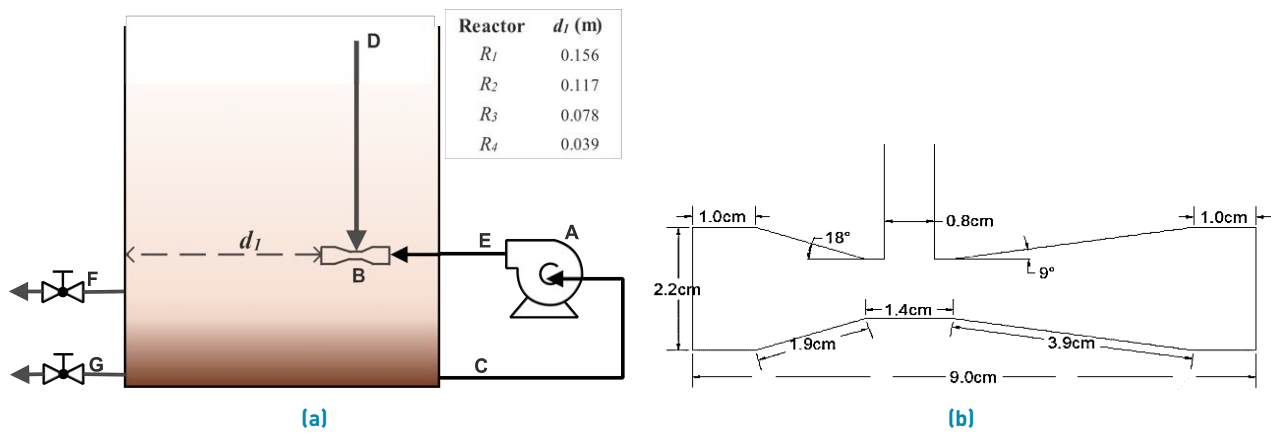 D
Reactor d₁ (m)
R₁ 0.156
R₂ 0.117
R₃ 0.078
R₄ 0.039
d₁
B
E
A
F
G
C
(a)
1.0cm
0.8cm
1.0cm
18°
9°
2.2cm
1.4cm
1.9cm
3.9cm
9.0cm
(b)